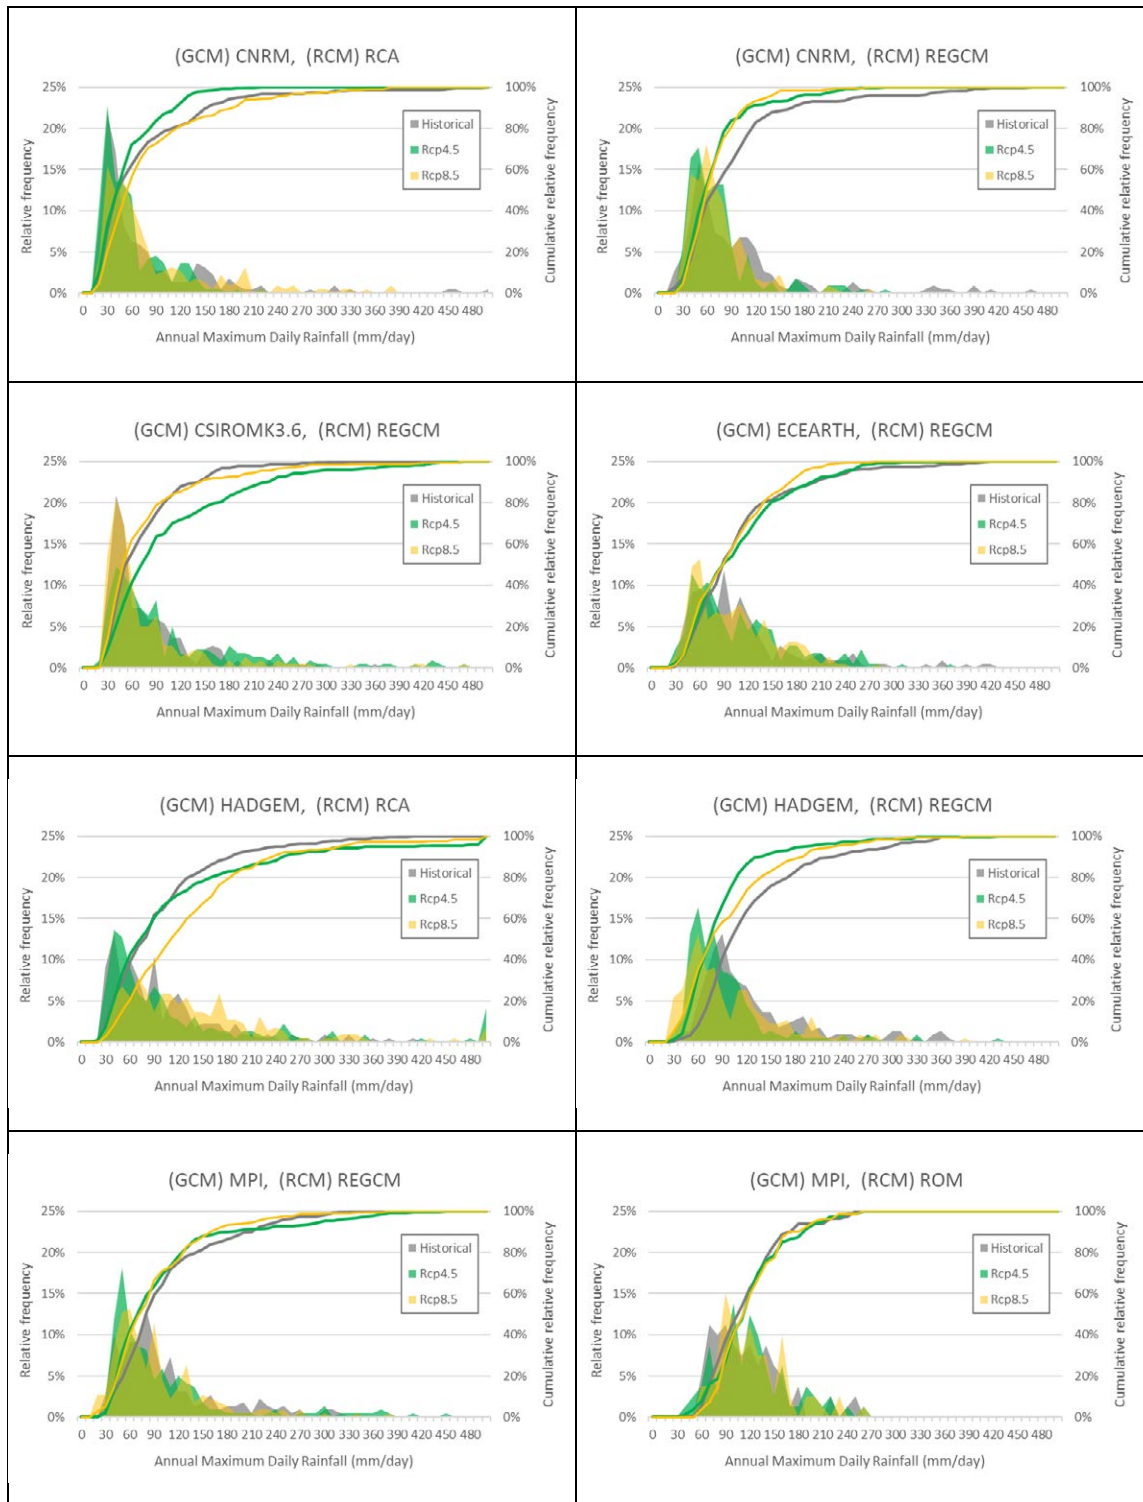 (GCM) CNRM, (RCM) RCA
Relative frequency
25%
20%
15%
10%
5%
0%
Historical
Rcp4.5
Rcp8.5
100%
80%
60%
40%
20%
0%
Cumulative relative frequency
0 30 60 90 120 150 180 210 240 270 300 330 360 390 420 450 480
Annual Maximum Daily Rainfall (mm/day)
(GCM) CNRM, (RCM) REGCM
Relative frequency
25%
20%
15%
10%
5%
0%
Historical
Rcp4.5
Rcp8.5
100%
80%
60%
40%
20%
0%
Cumulative relative frequency
0 30 60 90 120 150 180 210 240 270 300 330 360 390 420 450 480
Annual Maximum Daily Rainfall (mm/day)
(GCM) CSIROMK3.6, (RCM) REGCM
Relative frequency
25%
20%
15%
10%
5%
0%
Historical
Rcp4.5
Rcp8.5
100%
80%
60%
40%
20%
0%
Cumulative relative frequency
0 30 60 90 120 150 180 210 240 270 300 330 360 390 420 450 480
Annual Maximum Daily Rainfall (mm/day)
(GCM) ECEARTH, (RCM) REGCM
Relative frequency
25%
20%
15%
10%
5%
0%
Historical
Rcp4.5
Rcp8.5
100%
80%
60%
40%
20%
0%
Cumulative relative frequency
0 30 60 90 120 150 180 210 240 270 300 330 360 390 420 450 480
Annual Maximum Daily Rainfall (mm/day)
(GCM) HADGEM, (RCM) RCA
Relative frequency
25%
20%
15%
10%
5%
0%
Historical
Rcp4.5
Rcp8.5
100%
80%
60%
40%
20%
0%
Cumulative relative frequency
0 30 60 90 120 150 180 210 240 270 300 330 360 390 420 450 480
Annual Maximum Daily Rainfall (mm/day)
(GCM) HADGEM, (RCM) REGCM
Relative frequency
25%
20%
15%
10%
5%
0%
Historical
Rcp4.5
Rcp8.5
100%
80%
60%
40%
20%
0%
Cumulative relative frequency
0 30 60 90 120 150 180 210 240 270 300 330 360 390 420 450 480
Annual Maximum Daily Rainfall (mm/day)
(GCM) MPI, (RCM) REGCM
Relative frequency
25%
20%
15%
10%
5%
0%
Historical
Rcp4.5
Rcp8.5
100%
80%
60%
40%
20%
0%
Cumulative relative frequency
0 30 60 90 120 150 180 210 240 270 300 330 360 390 420 450 480
Annual Maximum Daily Rainfall (mm/day)
(GCM) MPI, (RCM) ROM
Relative frequency
25%
20%
15%
10%
5%
0%
Historical
Rcp4.5
Rcp8.5
100%
80%
60%
40%
20%
0%
Cumulative relative frequency
0 30 60 90 120 150 180 210 240 270 300 330 360 390 420 450 480
Annual Maximum Daily Rainfall (mm/day)